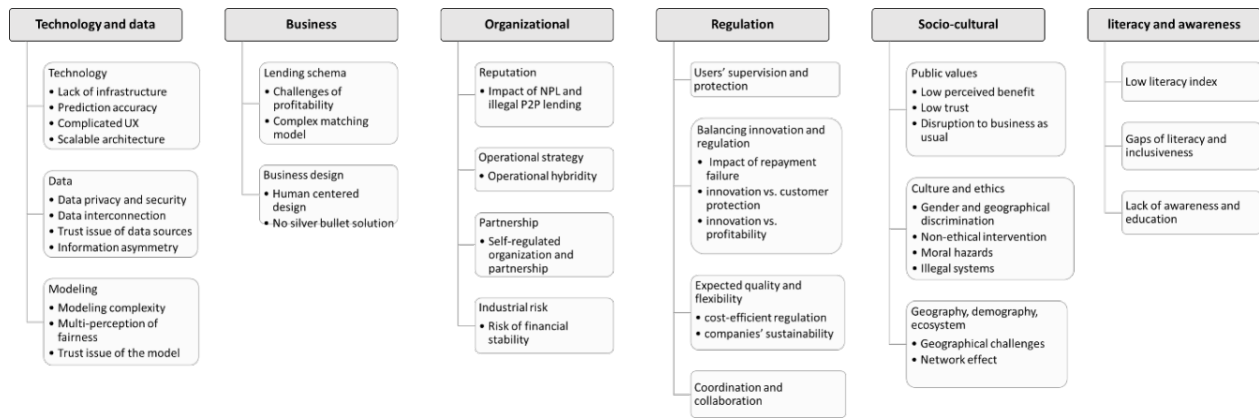 Technology and data
Technology
• Lack of infrastructure
• Prediction accuracy
• Complicated UX
• Scalable architecture
Data
• Data privacy and security
• Data interconnection
• Trust issue of data sources
• Information asymmetry
Modeling
• Modeling complexity
• Multi-perception of
fairness
• Trust issue of the model
Business
Lending schema
• Challenges of
profitability
• Complex matching
model
Business design
• Human centered
design
• No silver bullet solution
Organizational
Reputation
• Impact of NPL and
illegal P2P lending
Operational strategy
• Operational hybridity
Partnership
• Self-regulated
organization and
partnership
Industrial risk
• Risk of financial
stability
Regulation
Users’ supervision and
protection
Balancing innovation and
regulation
• Impact of repayment
failure
• innovation vs. customer
protection
• innovation vs.
profitability
Expected quality and
flexibility
• cost-efficient regulation
• companies’ sustainability
Coordination and
collaboration
Socio-cultural
Public values
• Low perceived benefit
• Low trust
• Disruption to business as
usual
Culture and ethics
• Gender and geographical
discrimination
• Non-ethical intervention
• Moral hazards
• Illegal systems
Geography, demography,
ecosystem
• Geographical challenges
• Network effect
literacy and awareness
Low literacy index
Gaps of literacy and
inclusiveness
Lack of awareness and
education